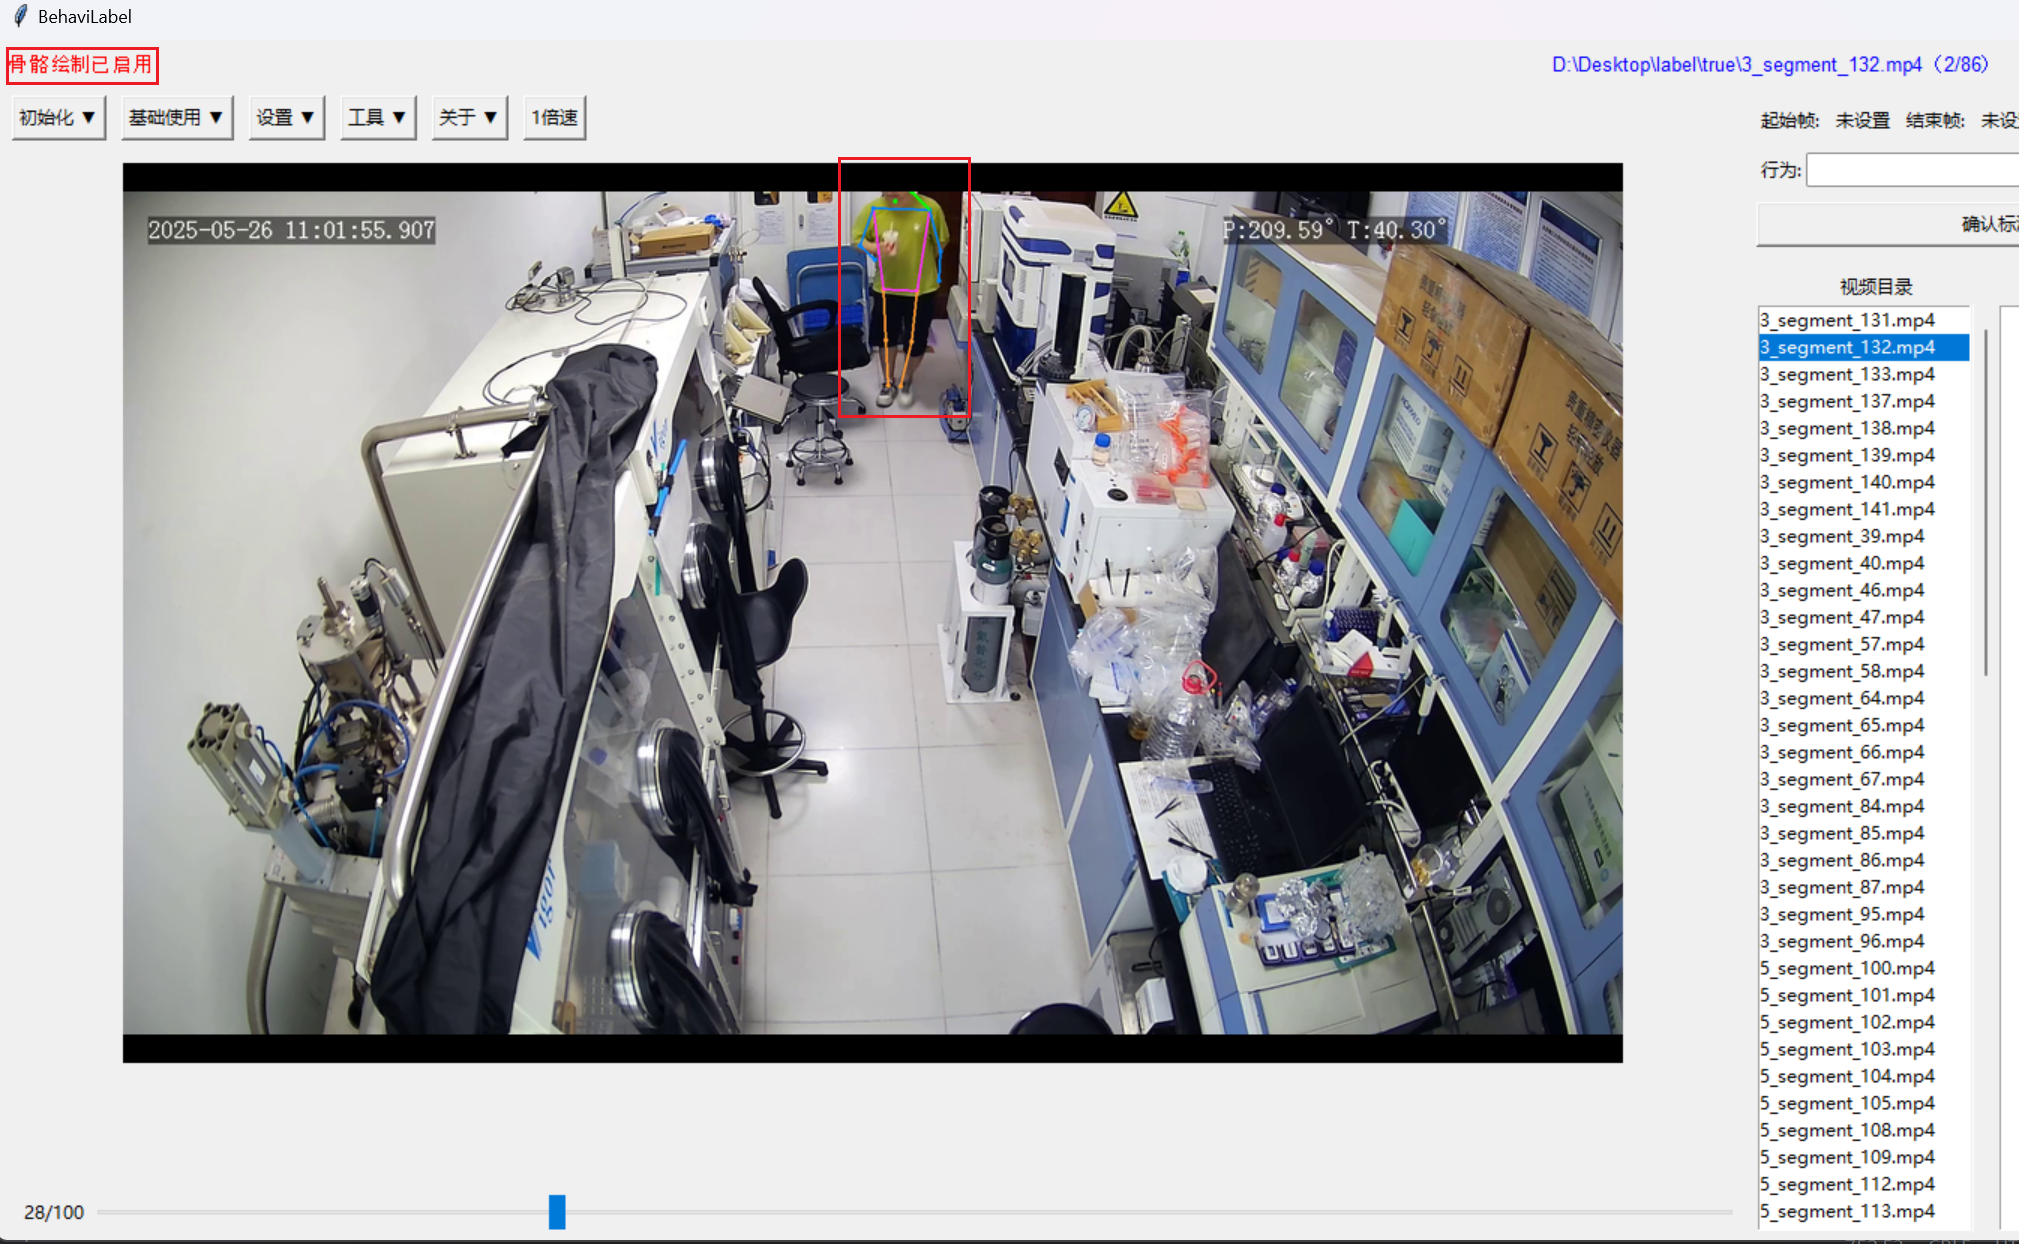 BehaviLabel
骨骼绘制已启用
D:\Desktop\label\true\3_segment_132.mp4（2/86）
初始化 ▼ 基础使用 ▼ 设置 ▼ 工具 ▼ 关于 ▼ 1倍速
起始帧: 未设置 结束帧: 未设
行为:
确认标
2025-05-26 11:01:55.907
P:209.59° T:40.30°
视频目录
3_segment_131.mp4
3_segment_132.mp4
3_segment_133.mp4
3_segment_137.mp4
3_segment_138.mp4
3_segment_139.mp4
3_segment_140.mp4
3_segment_141.mp4
3_segment_39.mp4
3_segment_40.mp4
3_segment_46.mp4
3_segment_47.mp4
3_segment_57.mp4
3_segment_58.mp4
3_segment_64.mp4
3_segment_65.mp4
3_segment_66.mp4
3_segment_67.mp4
3_segment_84.mp4
3_segment_85.mp4
3_segment_86.mp4
3_segment_87.mp4
3_segment_95.mp4
3_segment_96.mp4
5_segment_100.mp4
5_segment_101.mp4
5_segment_102.mp4
5_segment_103.mp4
5_segment_104.mp4
5_segment_105.mp4
5_segment_108.mp4
5_segment_109.mp4
5_segment_112.mp4
5_segment_113.mp4
28/100